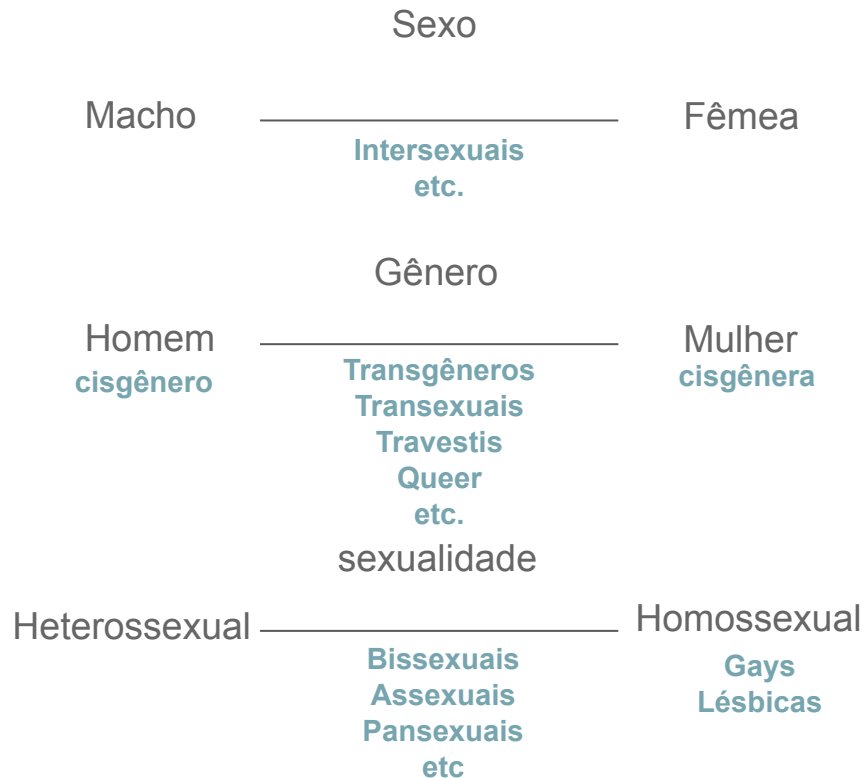 Sexo
Macho
Fêmea
Intersexuais
etc.
Gênero
Homem
Mulher
cisgênero
cisgênera
Transgêneros
Transexuais
Travestis
Queer
etc.
sexualidade
Heterossexual
Homossexual
Bissexuais
Gays
Assexuais
Lésbicas
Pansexuais
etc